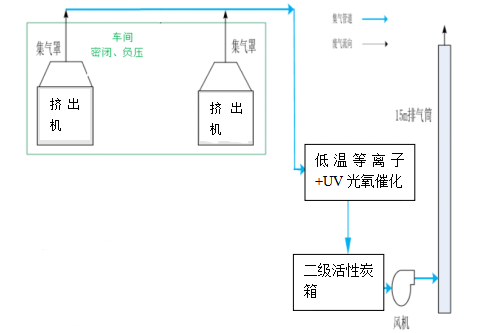 集气管道
废气流向
车间
密闭、负压
集气罩
集气罩
挤出
机
挤出
机
15m排气筒
低温等离子
+UV光氧催化
二级活性炭
箱
风机